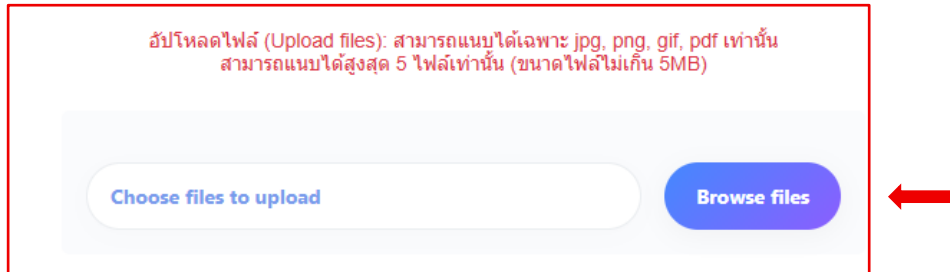 อัปโหลดไฟล์ (Upload files): สามารถแนบได้เฉพาะ jpg, png, gif, pdf เท่านั้น
สามารถแนบได้สูงสุด 5 ไฟล์เท่านั้น (ขนาดไฟล์ไม่เกิน 5MB)
Choose files to upload
Browse files